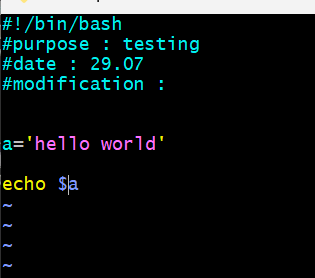 #!/bin/bash
#purpose : testing
#date : 29.07
#modification :
a='hello world'
echo $a
~
~
~
~